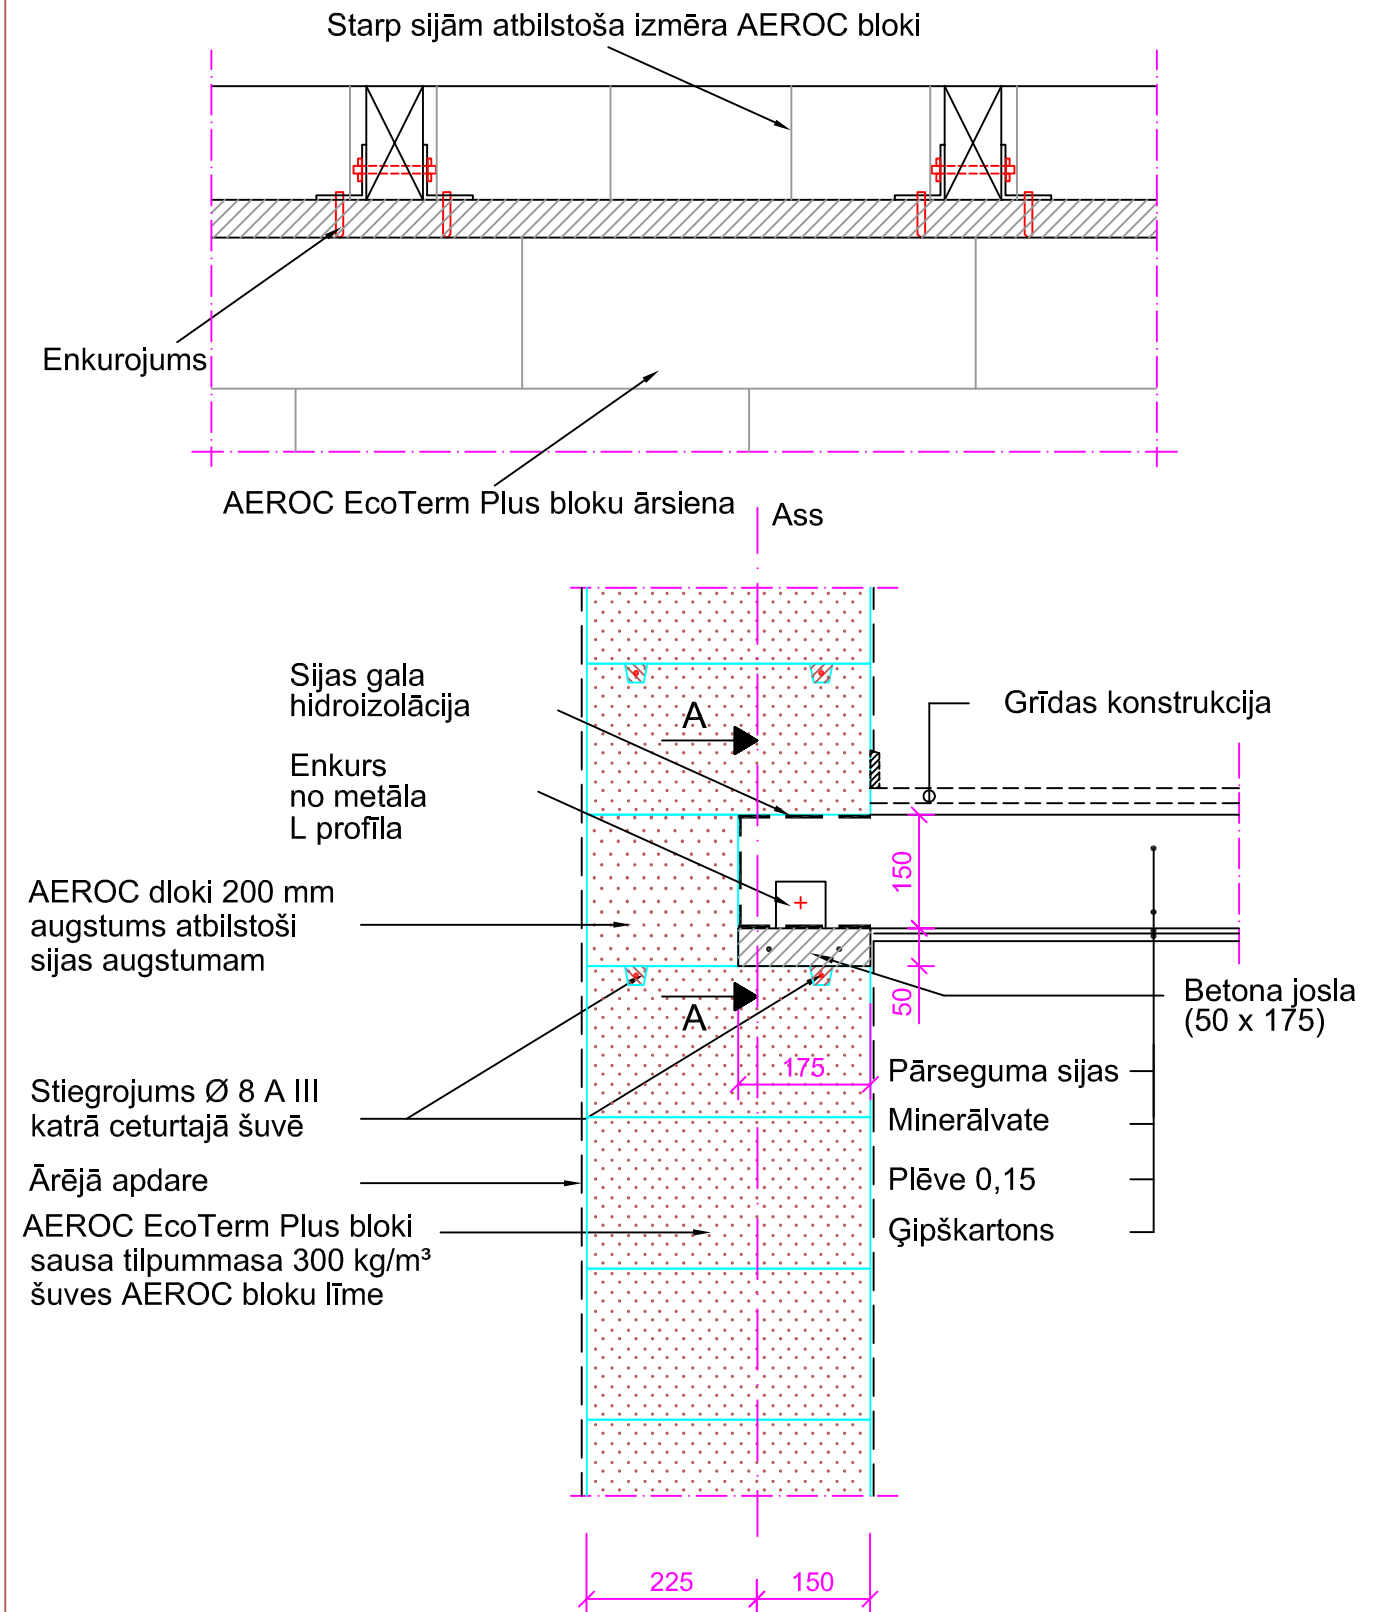 Starp sijām atbilstoša izmēra AEROC bloki
Enkurojums
AEROC EcoTerm Plus bloku ārsiena
Ass
Sijas gala
hidroizolācija
A
Grīdas konstrukcija
Enkurs
no metāla
L profīla
150
AEROC dloki 200 mm
augstums atbilstoši
sijas augstumam
50
A
Betona josla
(50 x 175)
175
Pārseguma sijas
Stiegrojums Ø 8 A III
katrā ceturtajā šuvē
Minerālvate
Ārējā apdare
Plēve 0,15
AEROC EcoTerm Plus bloki
sausa tilpummasa 300 kg/m³
šuves AEROC bloku līme
Ģipškartons
225
150